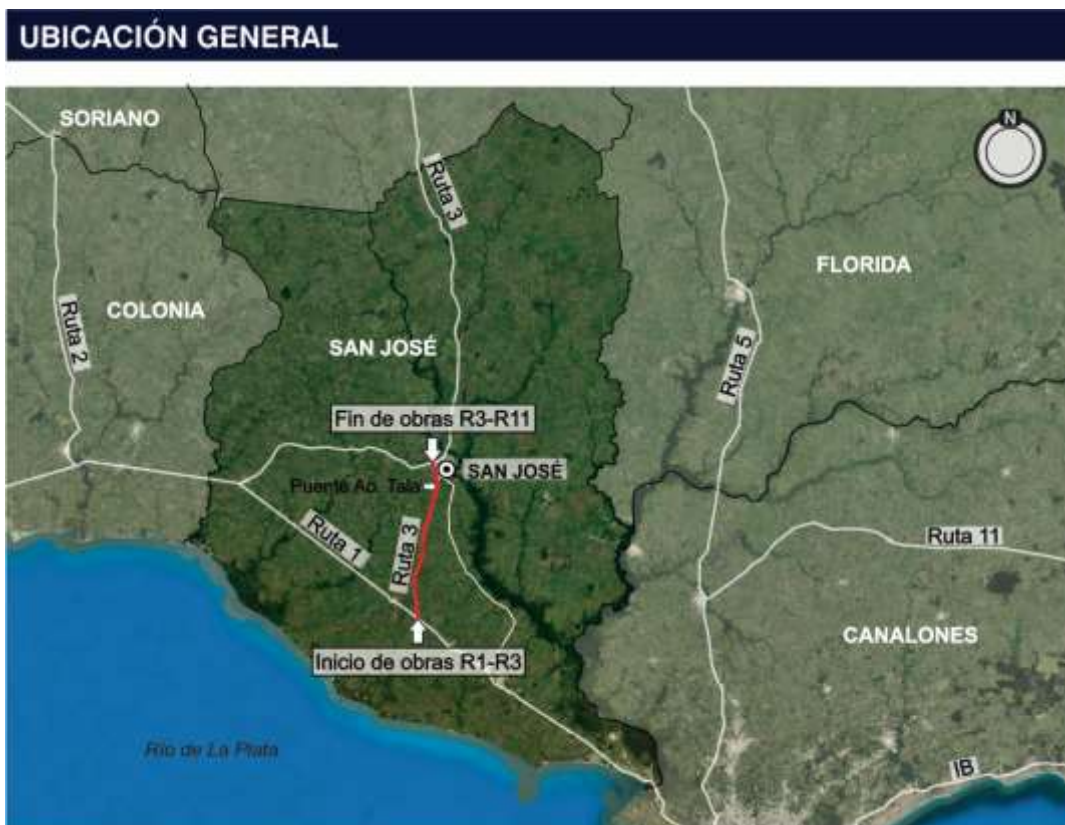 UBICACIÓN GENERAL
N
SORIANO
Ruta 3
FLORIDA
COLONIA
Ruta 2
SAN JOSÉ
Ruta 5
Fin de obras R3-R11
SAN JOSÉ
Puente Ao. Tala
Ruta 1
Ruta 3
Ruta 11
CANALONES
Inicio de obras R1-R3
Río de La Plata
IB